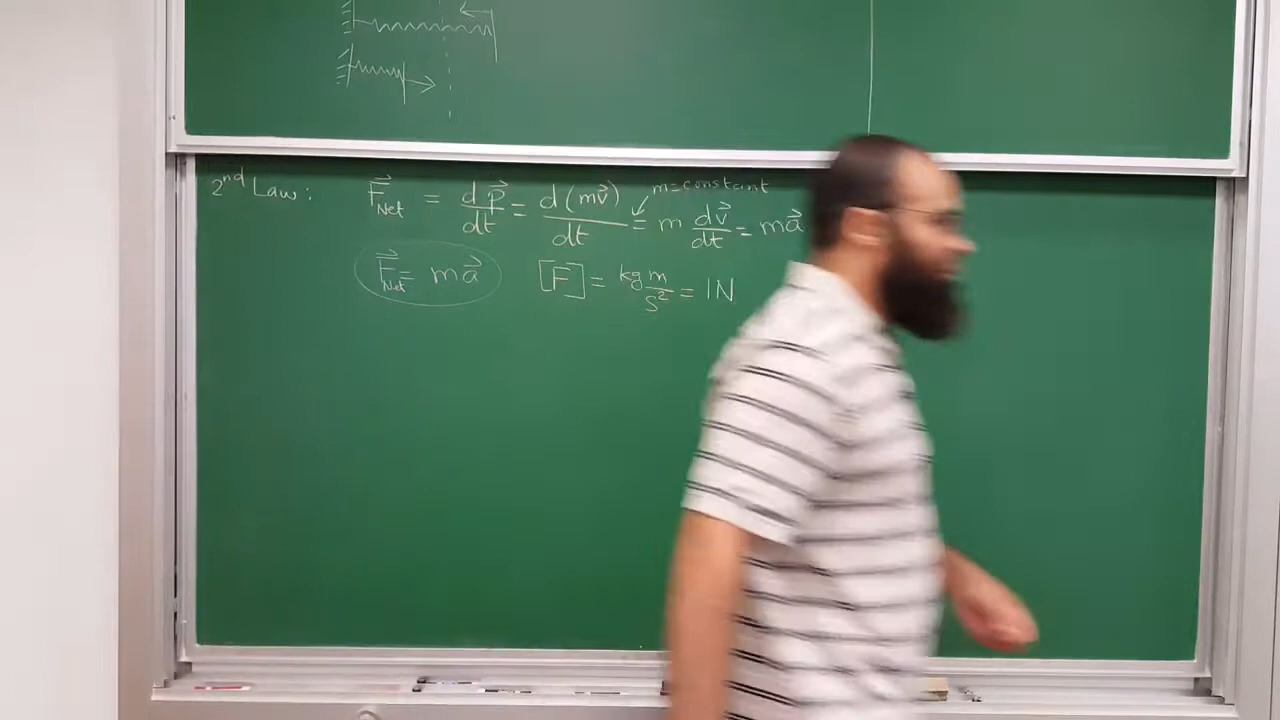 2nd Law: F⃗Net = dp⃗/dt = d(mv⃗)/dt = m dv⃗/dt = ma⃗
m=constant
F⃗Net = ma⃗ [F] = kg m/s² = 1N